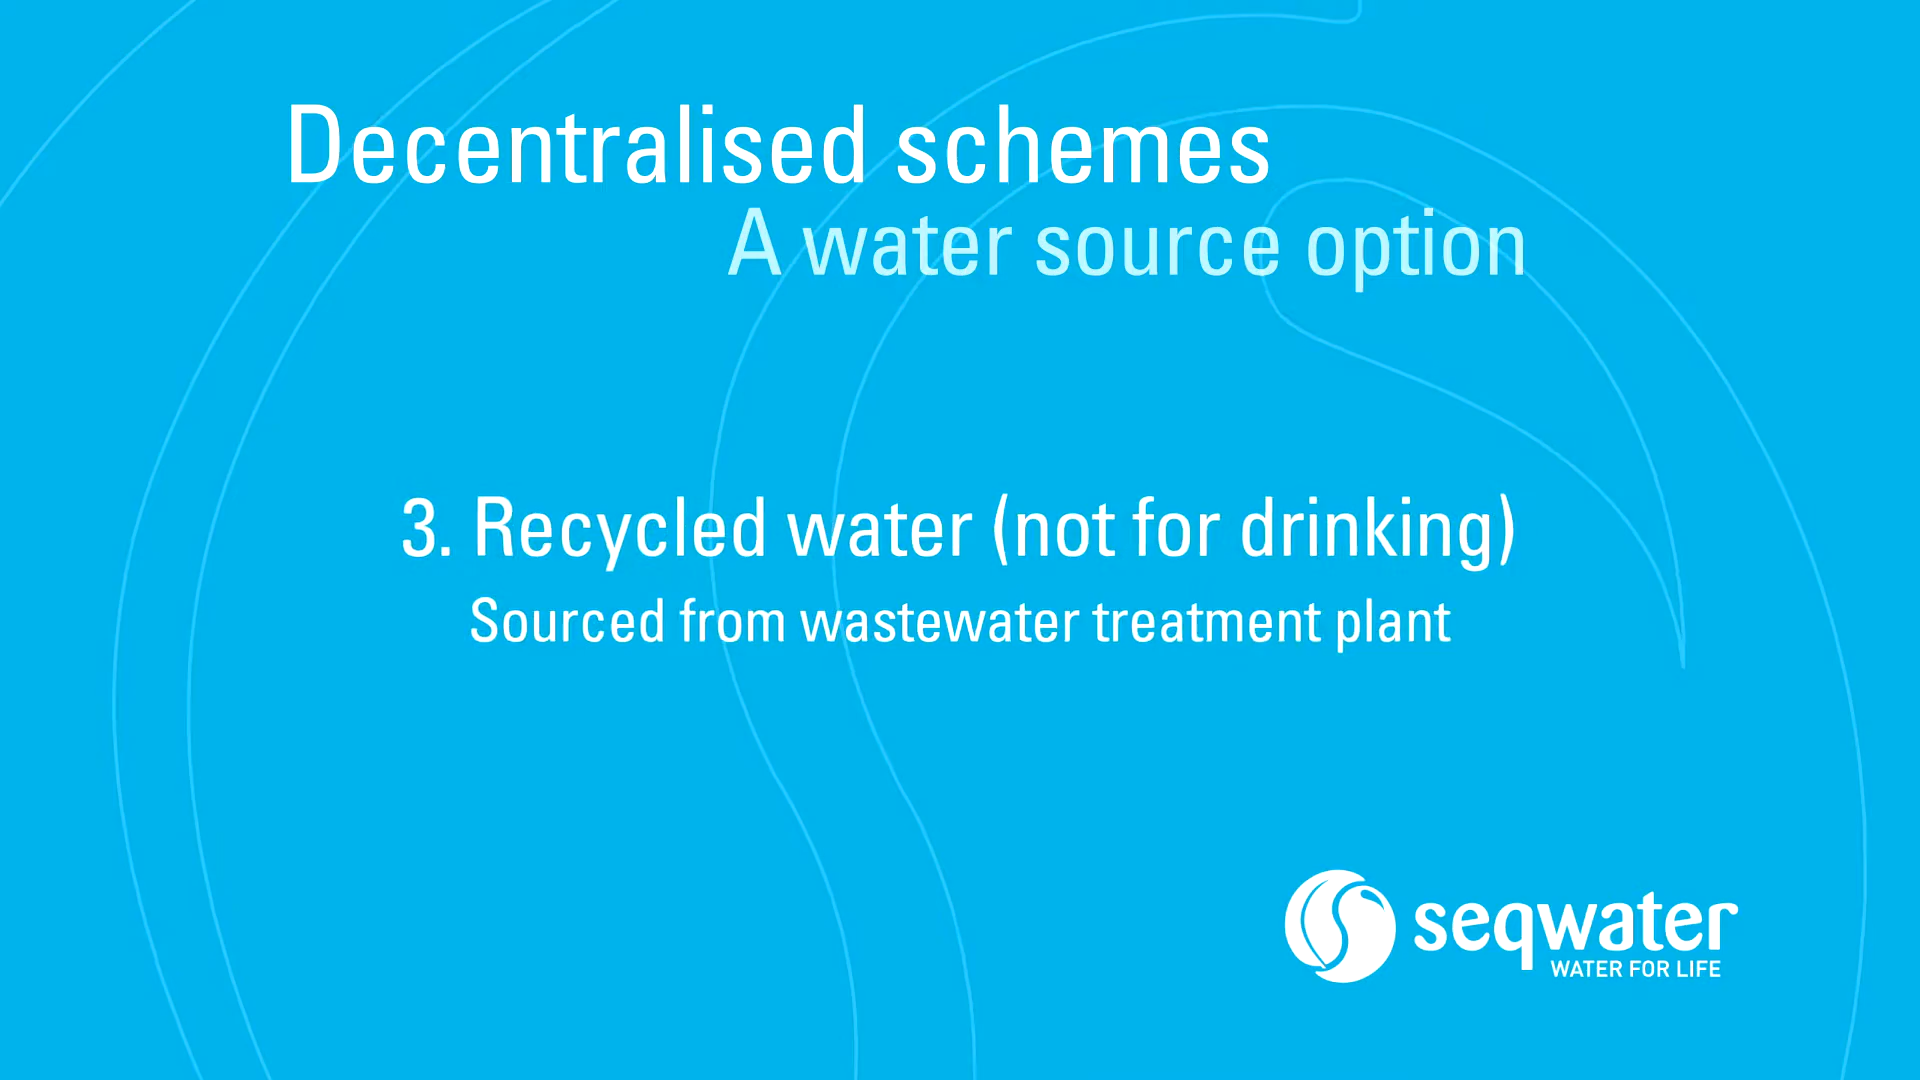 Decentralised schemes
A water source option
3. Recycled water (not for drinking)
Sourced from wastewater treatment plant
seqwater
WATER FOR LIFE